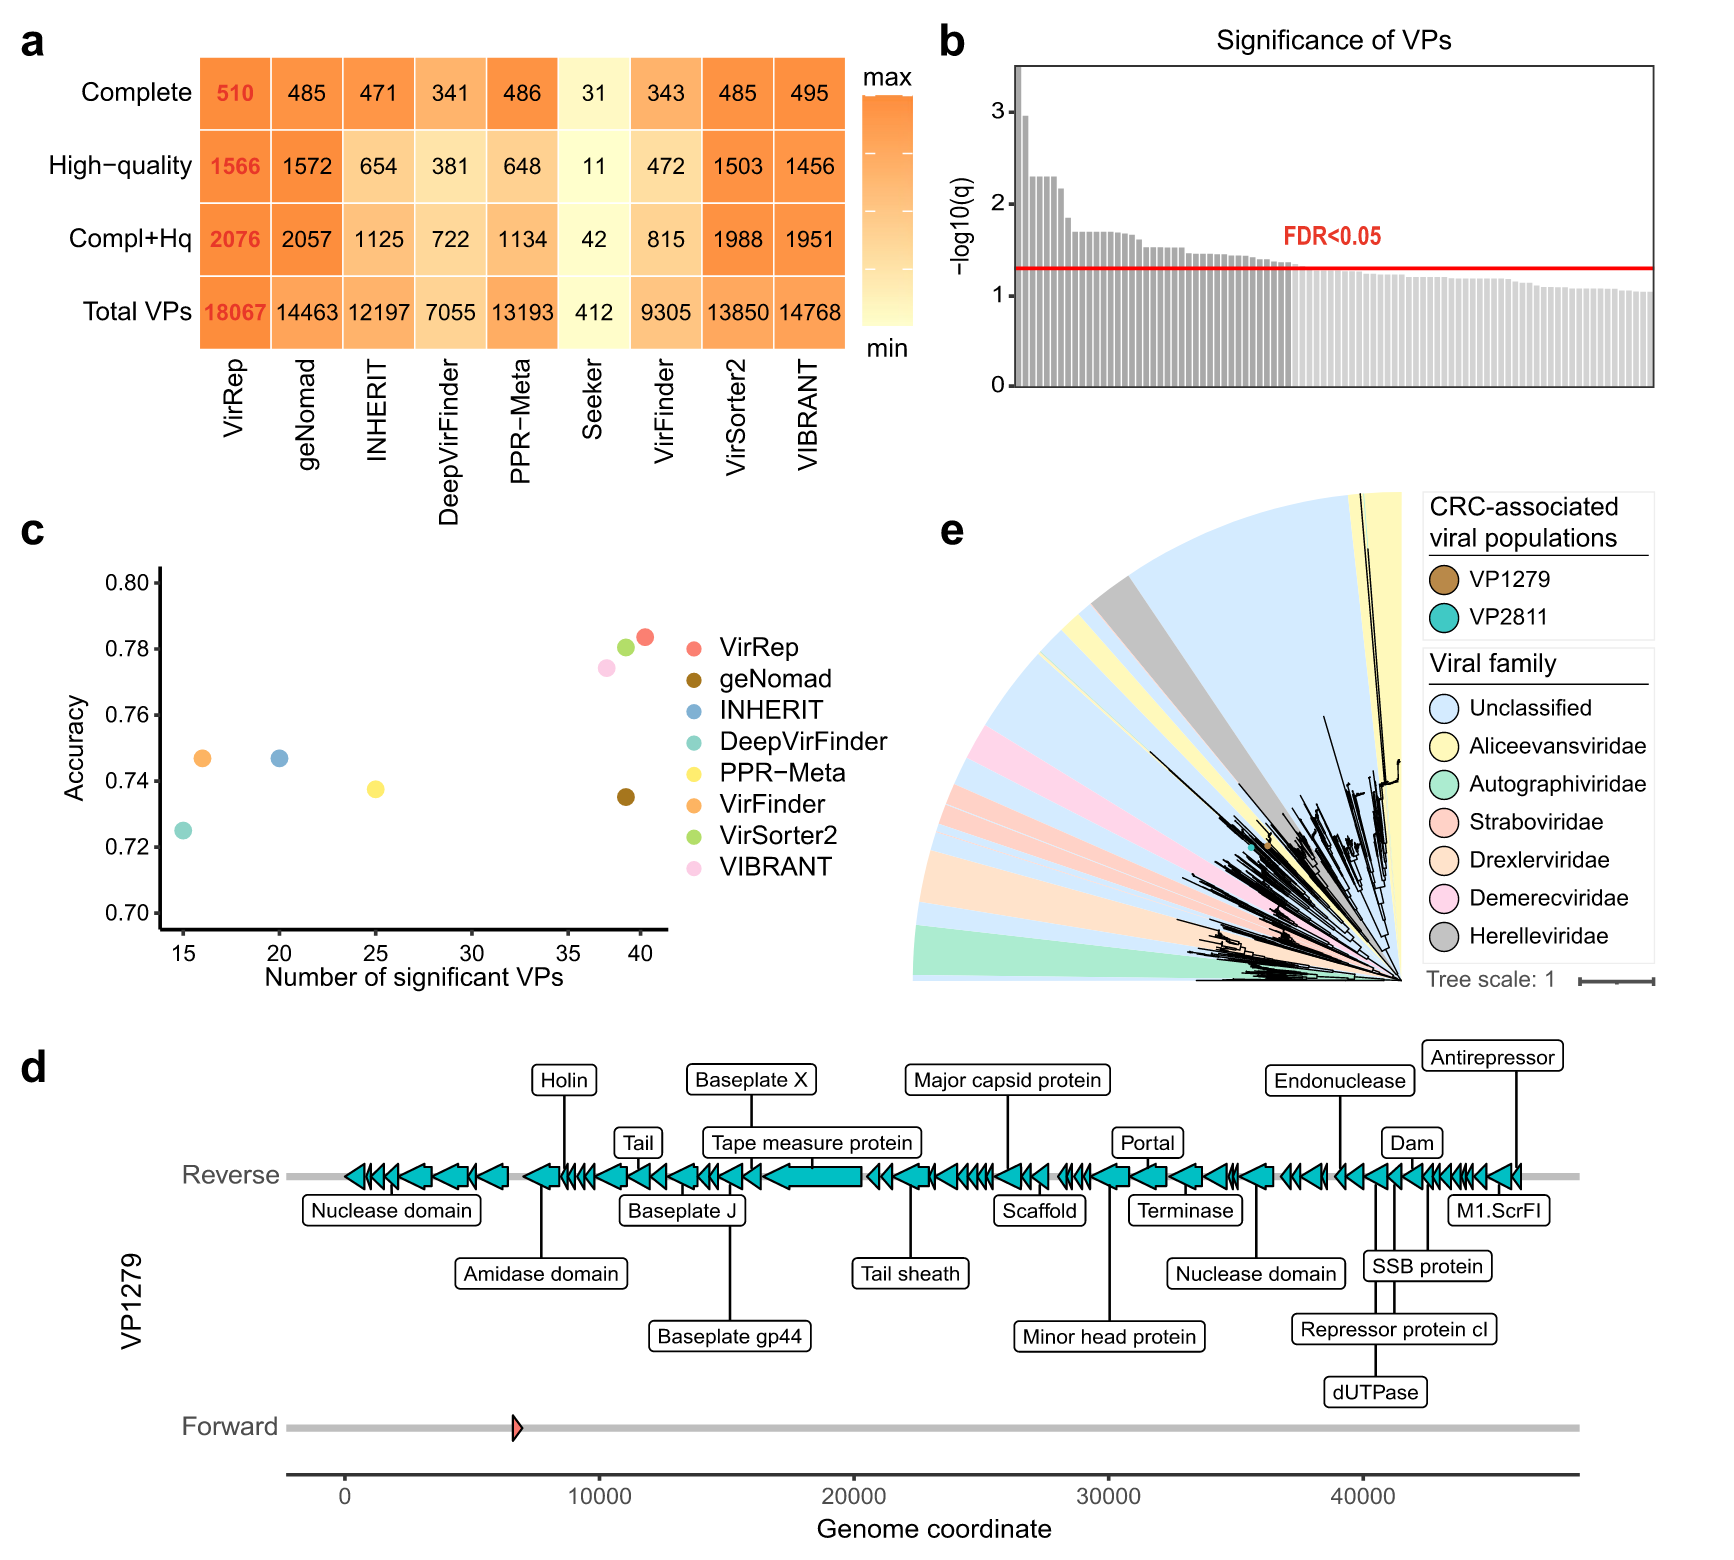 a
Complete 510 485 471 341 486 31 343 485 495
High−quality 1566 1572 654 381 648 11 472 1503 1456
Compl+Hq 2076 2057 1125 722 1134 42 815 1988 1951
Total VPs 18067 14463 12197 7055 13193 412 9305 13850 14768
VirRep
geNomad
INHERIT
DeepVirFinder
PPR−Meta
Seeker
VirFinder
VirSorter2
VIBRANT
max
min
b
Significance of VPs
−log10(q)
3
2
1
0
FDR<0.05
c
Accuracy
0.80
0.78
0.76
0.74
0.72
0.70
15 20 25 30 35 40
Number of significant VPs
VirRep
geNomad
INHERIT
DeepVirFinder
PPR−Meta
VirFinder
VirSorter2
VIBRANT
e
CRC-associated
viral populations
VP1279
VP2811
Viral family
Unclassified
Aliceevansviridae
Autographiviridae
Straboviridae
Drexlerviridae
Demerecviridae
Herelleviridae
Tree scale: 1
d
VP1279
Antirepressor
Holin
Baseplate X
Major capsid protein
Endonuclease
Tail
Tape measure protein
Portal
Dam
Reverse
Nuclease domain
Baseplate J
Scaffold
Terminase
M1.ScrFI
Amidase domain
Tail sheath
Nuclease domain
SSB protein
Baseplate gp44
Minor head protein
Repressor protein cI
dUTPase
Forward
0 10000 20000 30000 40000
Genome coordinate